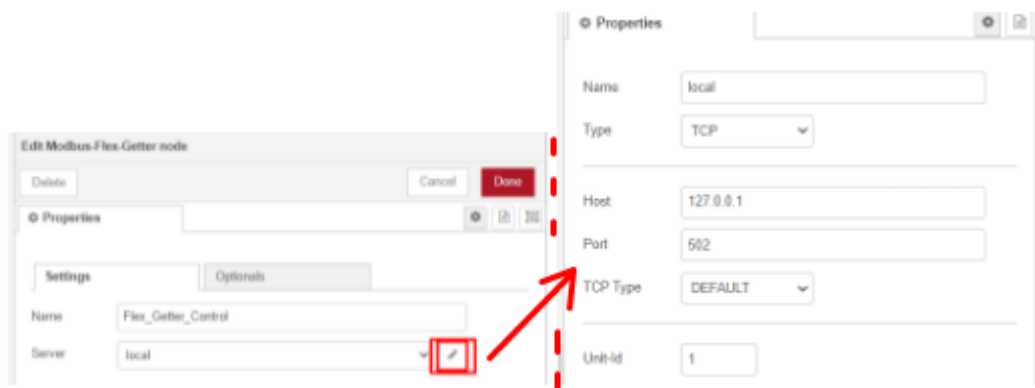 Edit Modbus-Flex-Getter node
Delete
Cancel
Done
Properties
Settings
Optionals
Name
Flex_Getter_Control
Server
local
Properties
Name
local
Type
TCP
Host
127.0.0.1
Port
502
TCP Type
DEFAULT
Unit-Id
1